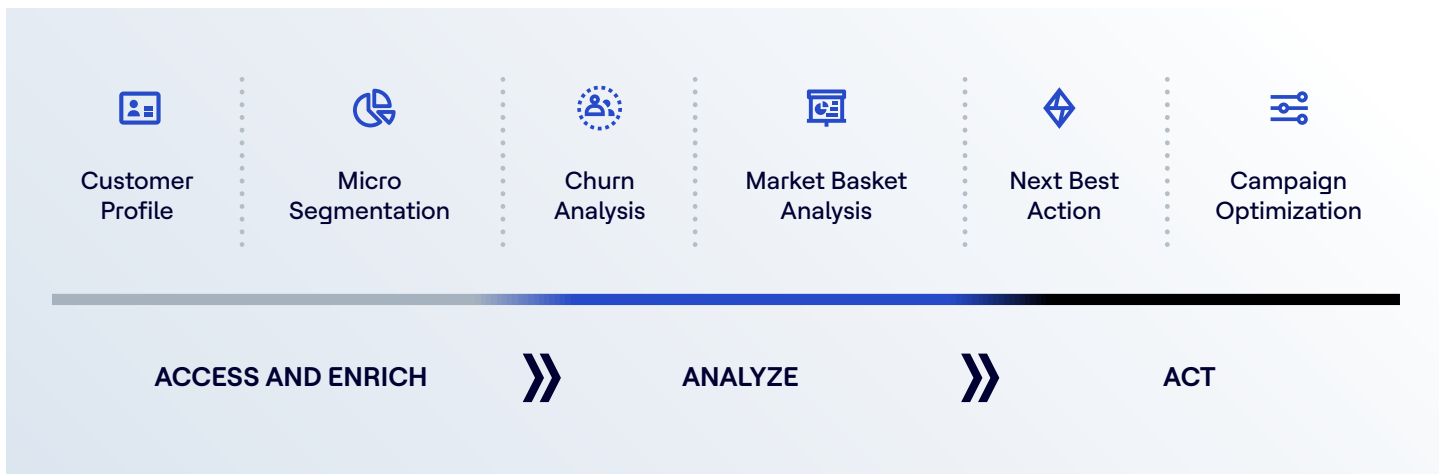 Customer
Profile
Micro
Segmentation
Churn
Analysis
Market Basket
Analysis
Next Best
Action
Campaign
Optimization
ACCESS AND ENRICH
ANALYZE
ACT